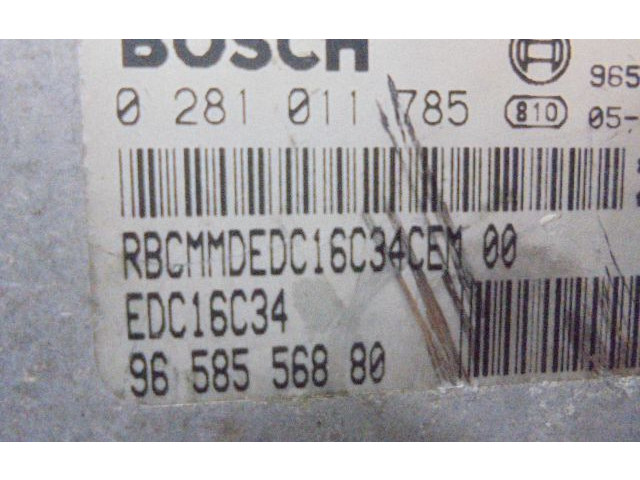 BOSCH
0 281 011 785 810 05-
965
RBCMMDEDC16C34CEM 00
EDC16C34
96 585 568 80